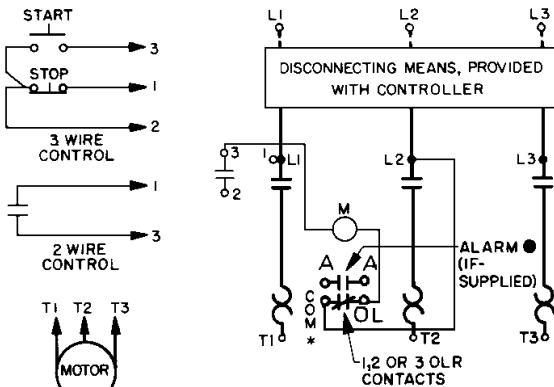 START
3
STOP
1
2
3 WIRE
CONTROL
1
3
2 WIRE
CONTROL
T1 T2 T3
MOTOR
L1 L2 L3
DISCONNECTING MEANS, PROVIDED
WITH CONTROLLER
3
2
1 L1
L2
L3
M
A A
ALARM
(IF-
SUPPLIED
COM
*
OL
T1
T2
T3
1,2 OR 3 OLR
CONTACTS